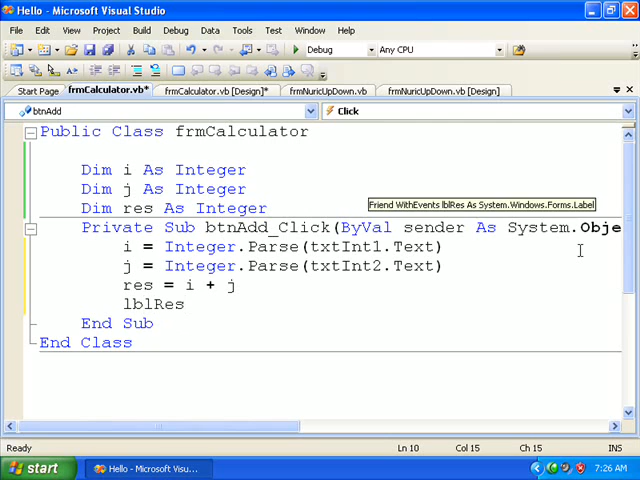 Hello - Microsoft Visual Studio
File Edit View Project Build Debug Data Tools Test Window Help
Debug Any CPU
Start Page frmCalculator.vb* frmCalculator.vb [Design]* frmNuricUpDown.vb frmNuricUpDown.vb [Design]
btnAdd Click
Public Class frmCalculator
Dim i As Integer
Dim j As Integer
Dim res As Integer
Friend WithEvents lblRes As System.Windows.Forms.Label
Private Sub btnAdd_Click(ByVal sender As System.Obje
i = Integer.Parse(txtInt1.Text)
j = Integer.Parse(txtInt2.Text)
res = i + j
lblRes
End Sub
End Class
Ready Ln 10 Col 15 Ch 15 INS
start Hello - Microsoft Visu... 7:26 AM